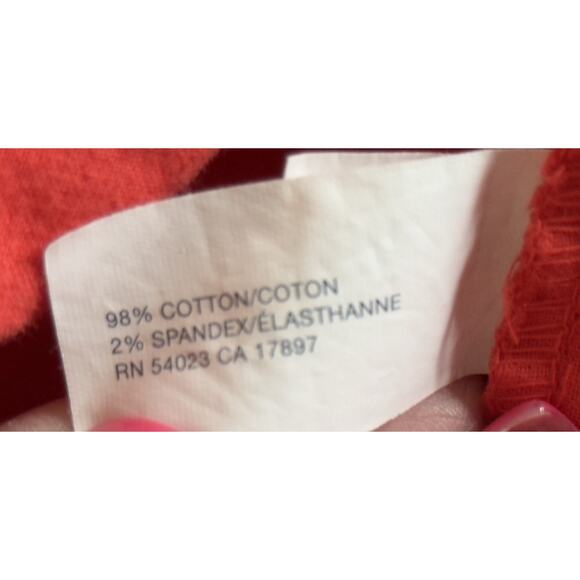 98% COTTON/COTON
2% SPANDEX/ÉLASTHANNE
RN 54023 CA 17897